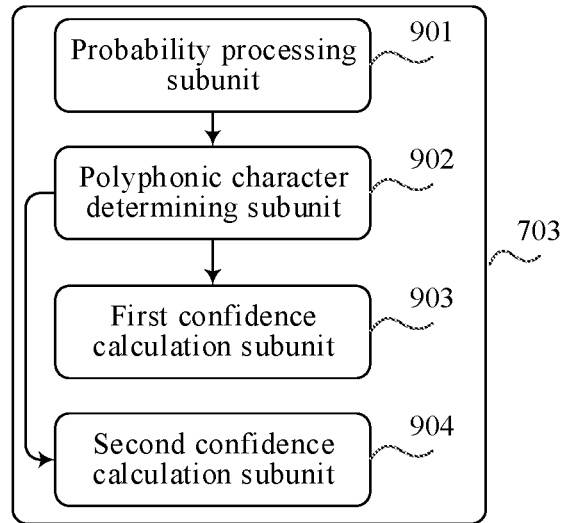 901
Probability processing
subunit
902
Polyphonic character
determining subunit
703
903
First confidence
calculation subunit
904
Second confidence
calculation subunit